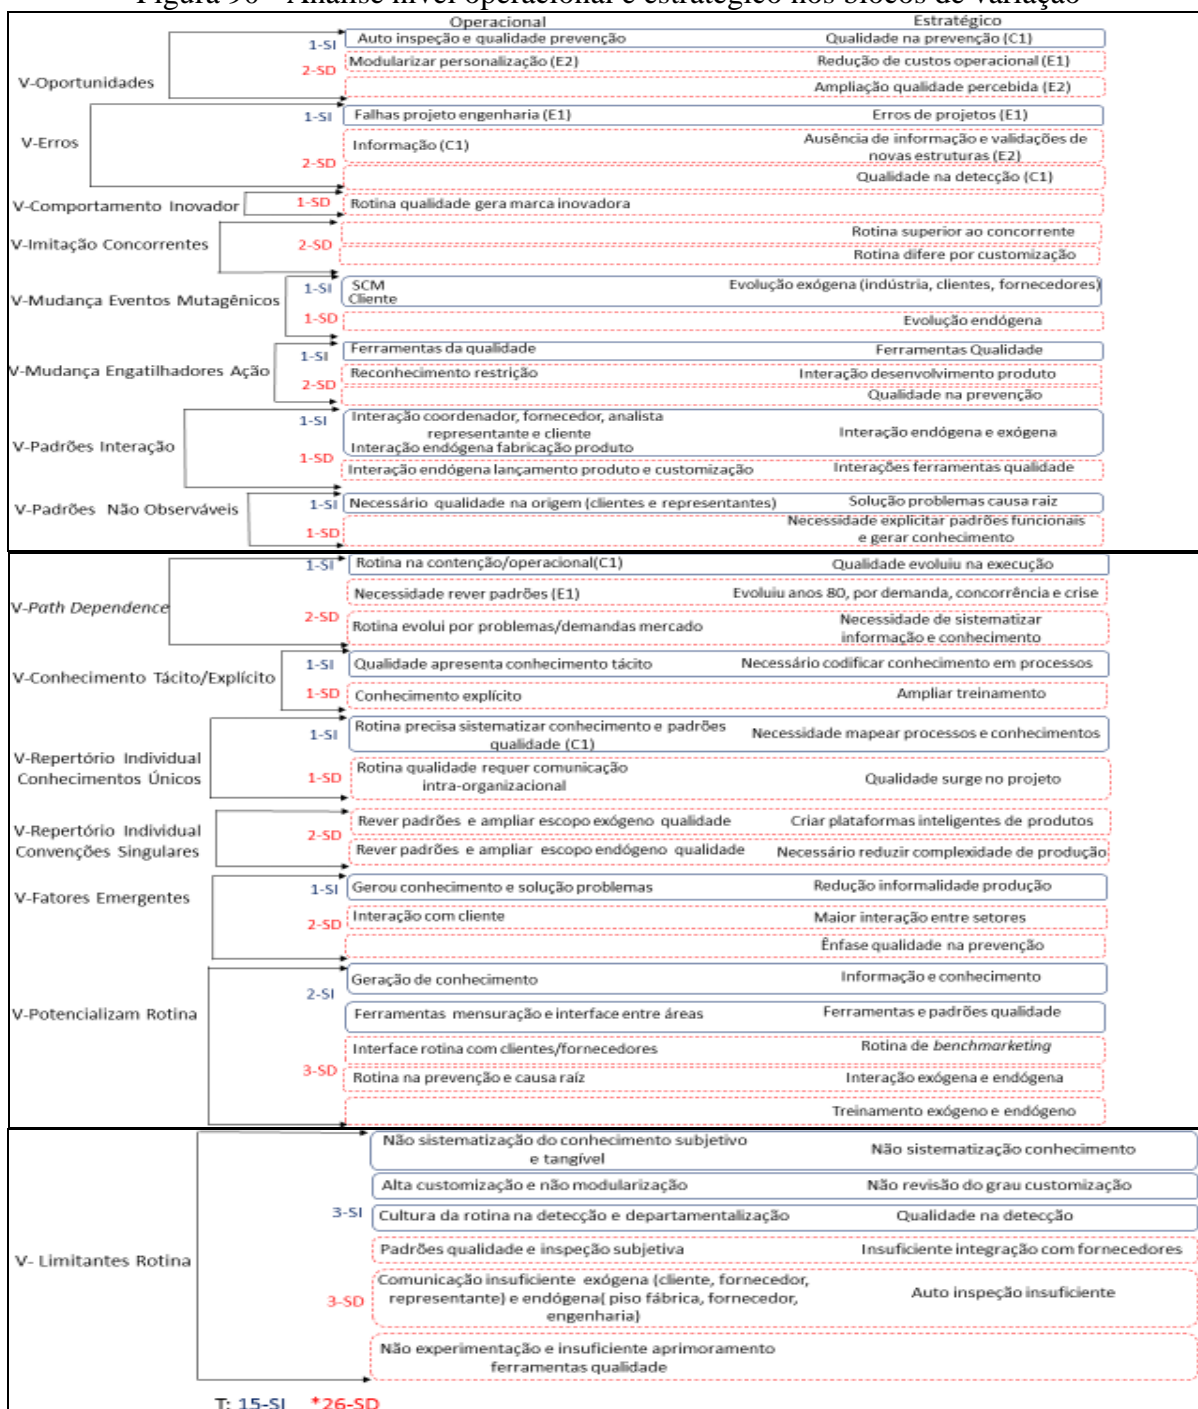 Figura 90 - Análise nível operacional e estratégico nos blocos de variação
Operacional Estratégico
V-Oportunidades
1-SI Auto inspeção e qualidade prevenção Qualidade na prevenção (C1)
2-SD Modularizar personalização (E2) Redução de custos operacional (E1)
Ampliação qualidade percebida (E2)
V-Erros
1-SI Falhas projeto engenharia (E1) Erros de projetos (E1)
2-SD Informação (C1) Ausência de informação e validações de
novas estruturas (E2)
Qualidade na detecção (C1)
V-Comportamento Inovador 1-SD Rotina qualidade gera marca inovadora
V-Imitação Concorrentes 2-SD Rotina superior ao concorrente
Rotina difere por customização
V-Mudança Eventos Mutagênicos
1-SI SCM Evolução exógena (indústria, clientes, fornecedores)
Cliente
1-SD Evolução endógena
V-Mudança Engatilhadores Ação
1-SI Ferramentas da qualidade Ferramentas Qualidade
2-SD Reconhecimento restrição Interação desenvolvimento produto
Qualidade na prevenção
V-Padrões Interação
1-SI Interação coordenador, fornecedor, analista
representante e cliente Interação endógena e exógena
Interação endógena fabricação produto
1-SD Interação endógena lançamento produto e customização Interações ferramentas qualidade
V-Padrões Não Observáveis
1-SI Necessário qualidade na origem (clientes e representantes) Solução problemas causa raiz
1-SD Necessidade explicitar padrões funcionais
e gerar conhecimento
V-Path Dependence
1-SI Rotina na contenção/operacional(C1) Qualidade evoluiu na execução
2-SD Necessidade rever padrões (E1) Evoluiu anos 80, por demanda, concorrência e crise
Rotina evolui por problemas/demandas mercado Necessidade de sistematizar
informação e conhecimento
V-Conhecimento Tácito/Explícito
1-SI Qualidade apresenta conhecimento tácito Necessário codificar conhecimento em processos
1-SD Conhecimento explícito Ampliar treinamento
V-Repertório Individual
Conhecimentos Únicos
1-SI Rotina precisa sistematizar conhecimento e padrões
qualidade (C1) Necessidade mapear processos e conhecimentos
1-SD Rotina qualidade requer comunicação
intra-organizacional Qualidade surge no projeto
V-Repertório Individual
Convenções Singulares
2-SD Rever padrões e ampliar escopo exógeno qualidade Criar plataformas inteligentes de produtos
Rever padrões e ampliar escopo endógeno qualidade Necessário reduzir complexidade de produção
V-Fatores Emergentes
1-SI Gerou conhecimento e solução problemas Redução informalidade produção
2-SD Interação com cliente Maior interação entre setores
Ênfase qualidade na prevenção
V-Potencializam Rotina
2-SI Geração de conhecimento Informação e conhecimento
Ferramentas mensuração e interface entre áreas Ferramentas e padrões qualidade
3-SD Interface rotina com clientes/fornecedores Rotina de benchmarketing
Rotina na prevenção e causa raíz Interação exógena e endógena
Treinamento exógeno e endógeno
V- Limitantes Rotina
3-SI Não sistematização do conhecimento subjetivo
e tangível Não sistematização conhecimento
Alta customização e não modularização Não revisão do grau customização
Cultura da rotina na detecção e departamentalização Qualidade na detecção
3-SD Padrões qualidade e inspeção subjetiva Insuficiente integração com fornecedores
Comunicação insuficiente exógena (cliente, fornecedor,
representante) e endógena( piso fábrica, fornecedor,
engenharia) Auto inspeção insuficiente
Não experimentação e insuficiente aprimoramento
ferramentas qualidade
T: 15-SI *26-SD